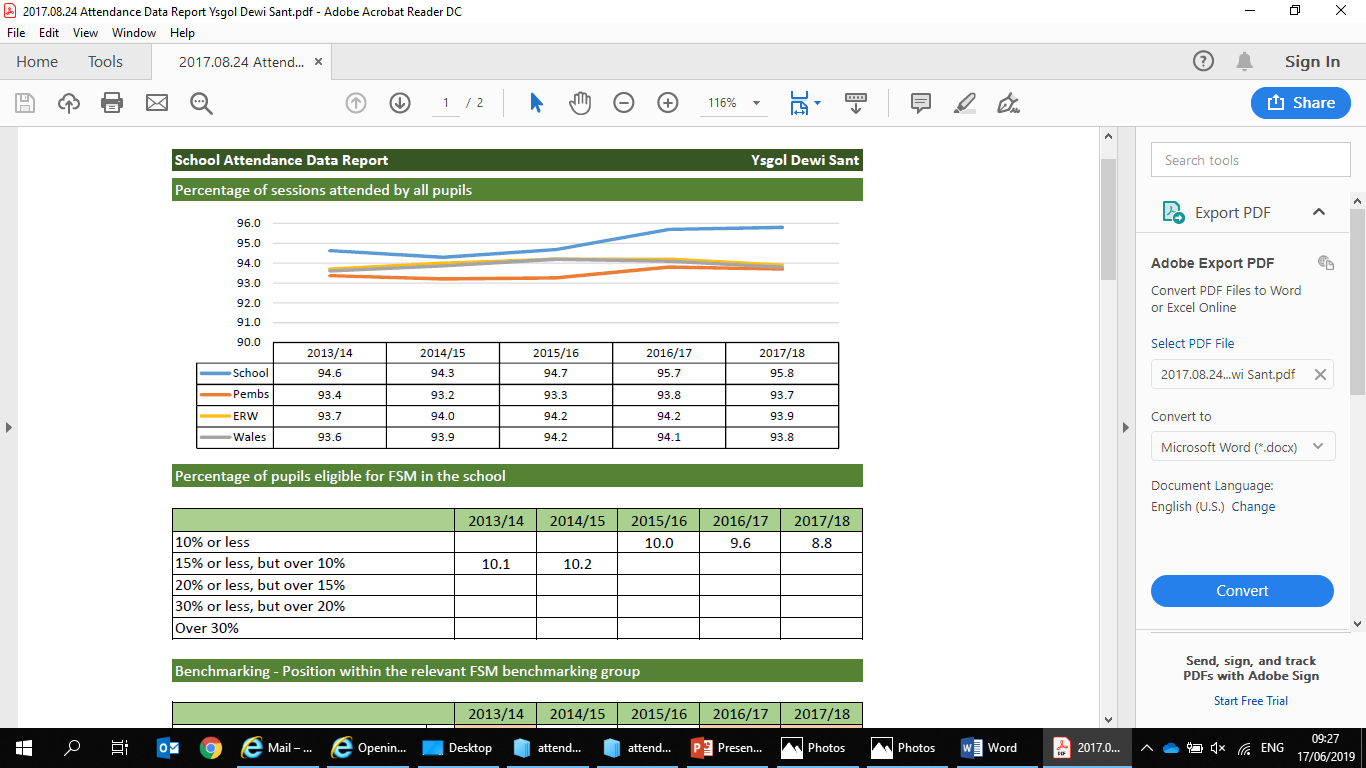 2017.08.24 Attendance Data Report Ysgol Dewi Sant.pdf - Adobe Acrobat Reader DC
File Edit View Window Help
Home Tools 2017.08.24 Attend... × Sign In
1 / 2 116% Share
School Attendance Data Report Ysgol Dewi Sant
Percentage of sessions attended by all pupils
96.0
95.0
94.0
93.0
92.0
91.0
90.0
2013/14 2014/15 2015/16 2016/17 2017/18
School 94.6 94.3 94.7 95.7 95.8
Pembs 93.4 93.2 93.3 93.8 93.7
ERW 93.7 94.0 94.2 94.2 93.9
Wales 93.6 93.9 94.2 94.1 93.8
Percentage of pupils eligible for FSM in the school
2013/14 2014/15 2015/16 2016/17 2017/18
10% or less 10.0 9.6 8.8
15% or less, but over 10% 10.1 10.2
20% or less, but over 15%
30% or less, but over 20%
Over 30%
Benchmarking - Position within the relevant FSM benchmarking group
2013/14 2014/15 2015/16 2016/17 2017/18
Search tools
Export PDF
Adobe Export PDF
Convert PDF Files to Word
or Excel Online
Select PDF File
2017.08.24...wi Sant.pdf
Convert to
Microsoft Word (*.docx)
Document Language:
English (U.S.) Change
Convert
Send, sign, and track
PDFs with Adobe Sign
Start Free Trial
Mail – ... Openin... Desktop attend... attend... Presen... Photos Photos Word 2017.0... ENG 09:27
17/06/2019